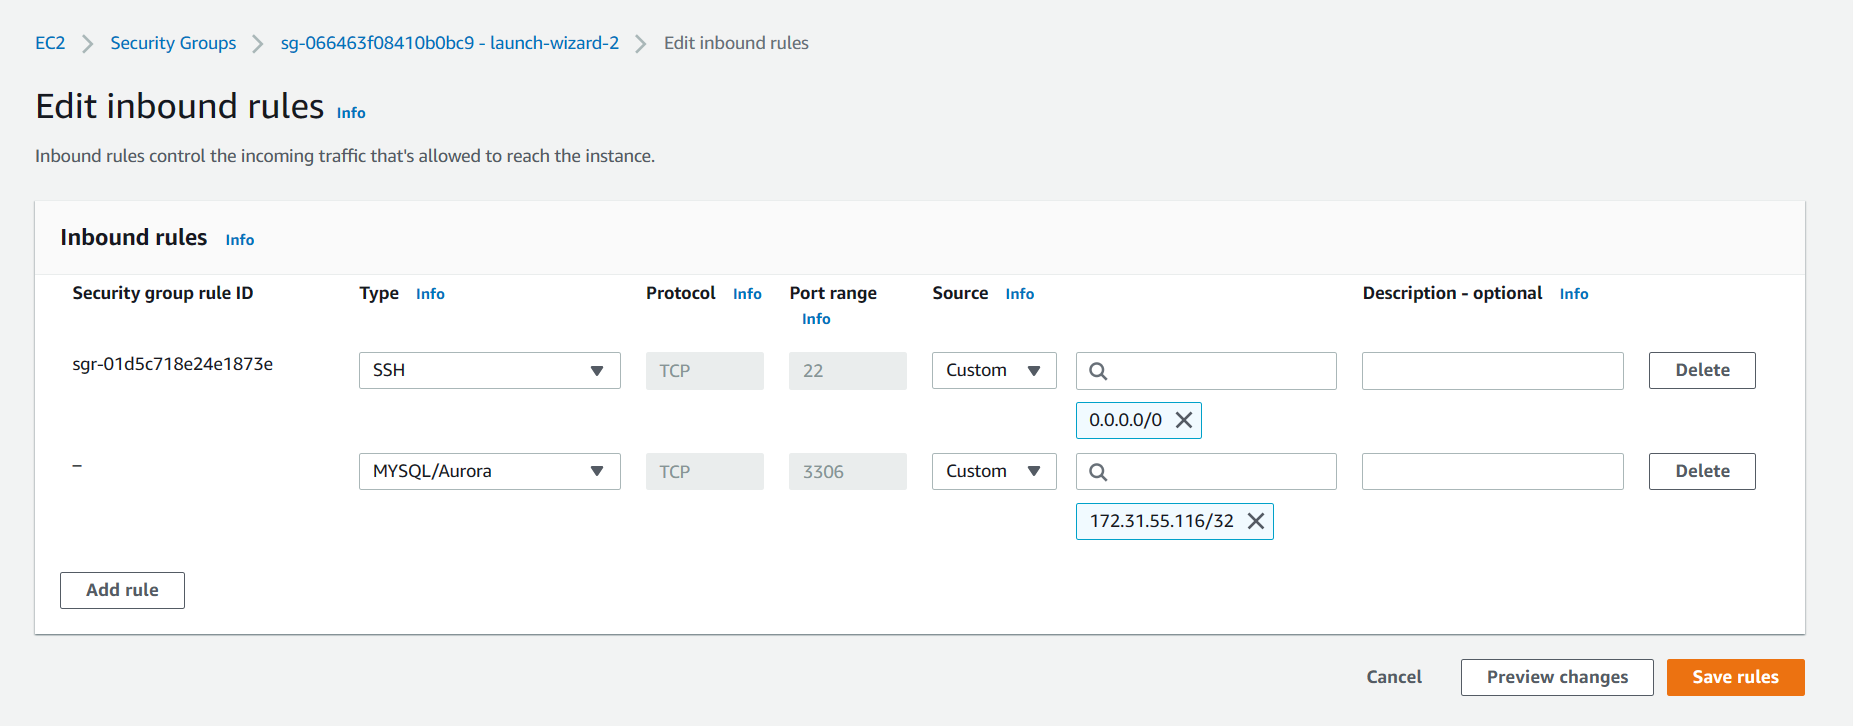 EC2 > Security Groups > sg-066463f08410b0bc9 - launch-wizard-2 > Edit inbound rules
Edit inbound rules Info
Inbound rules control the incoming traffic that's allowed to reach the instance.
Inbound rules Info
Security group rule ID Type Info Protocol Info Port range Source Info Description - optional Info
Info
sgr-01d5c718e24e1873e SSH TCP 22 Custom Delete
0.0.0.0/0
– MYSQL/Aurora TCP 3306 Custom Delete
172.31.55.116/32
Add rule
Cancel Preview changes Save rules